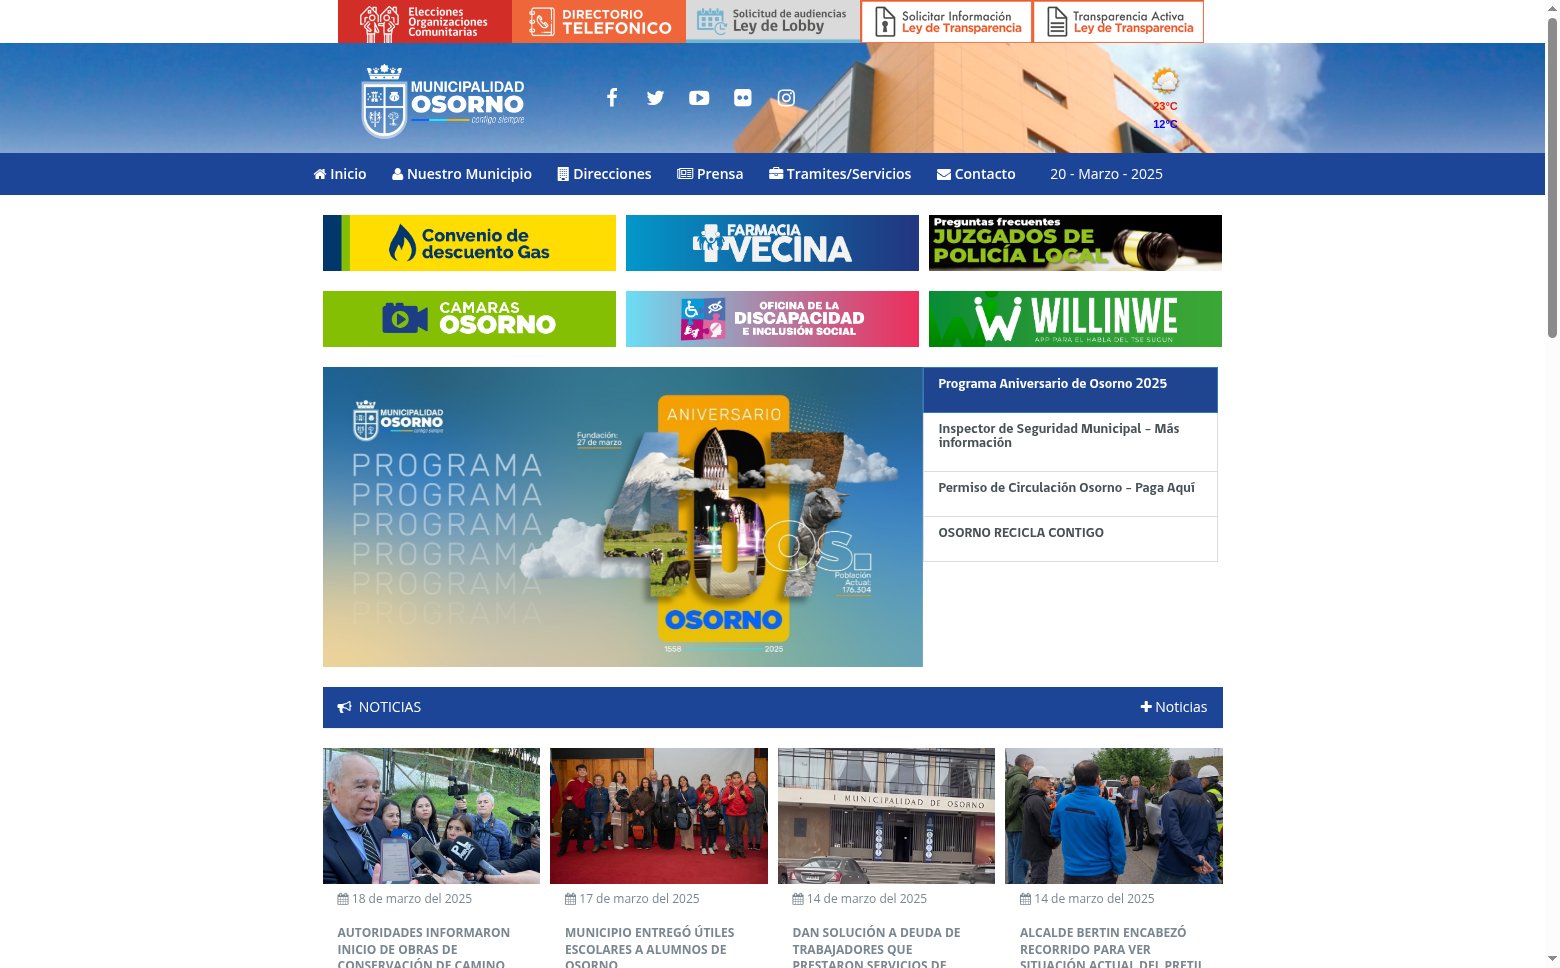 Elecciones
Organizaciones
Comunitarias
DIRECTORIO
TELEFONICO
Solicitud de audiencias
Ley de Lobby
Solicitar Información
Ley de Transparencia
Transparencia Activa
Ley de Transparencia
MUNICIPALIDAD
OSORNO
contigo siempre
23°C
12°C
Inicio
Nuestro Municipio
Direcciones
Prensa
Tramites/Servicios
Contacto
20 - Marzo - 2025
Convenio de
descuento Gas
FARMACIA
VECINA
Preguntas frecuentes
JUZGADOS DE
POLICÍA LOCAL
CAMARAS
OSORNO
OFICINA DE LA
DISCAPACIDAD
E INCLUSIÓN SOCIAL
WILLINWE
APP PARA EL HABLA DEL TSE SUGUN
MUNICIPALIDAD
OSORNO
contigo siempre
PROGRAMA
PROGRAMA
PROGRAMA
PROGRAMA
PROGRAMA
PROGRAMA
Fundación:
27 de marzo
ANIVERSARIO
467
OS.
Población
Actual:
176.304
OSORNO
1558
2025
Programa Aniversario de Osorno 2025
Inspector de Seguridad Municipal – Más
información
Permiso de Circulación Osorno – Paga Aquí
OSORNO RECICLA CONTIGO
NOTICIAS
Noticias
I MUNICIPALIDAD DE OSORNO
18 de marzo del 2025
AUTORIDADES INFORMARON
INICIO DE OBRAS DE
CONSERVACIÓN DE CAMINO
17 de marzo del 2025
MUNICIPIO ENTREGÓ ÚTILES
ESCOLARES A ALUMNOS DE
OSORNO
14 de marzo del 2025
DAN SOLUCIÓN A DEUDA DE
TRABAJADORES QUE
PRESTARON SERVICIOS DE
14 de marzo del 2025
ALCALDE BERTIN ENCABEZÓ
RECORRIDO PARA VER
SITUACIÓN ACTUAL DEL PRETIL